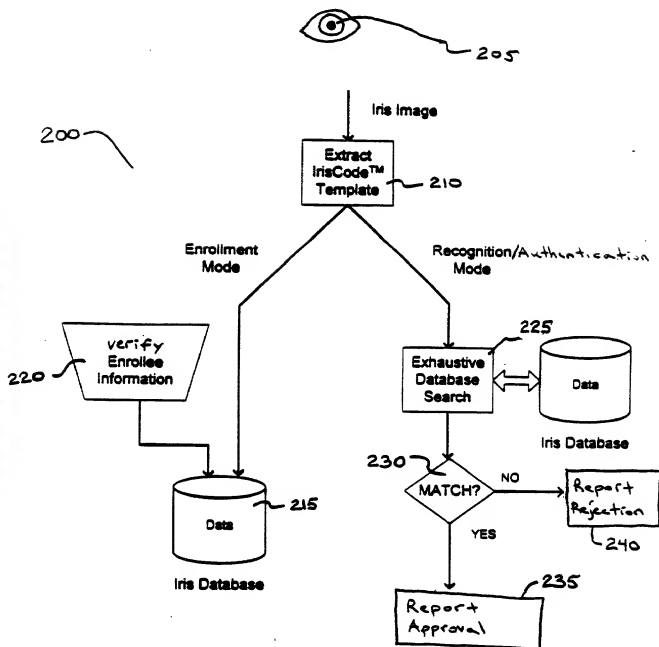 205
Iris Image
200
Extract
IrisCode™
Template
210
Enrollment
Mode
Recognition/Authentication
Mode
verify
Enrollee
Information
220
225
Exhaustive
Database
Search
Data
Iris Database
230
MATCH?
NO
Report
Rejection
240
YES
Data
215
Iris Database
235
Report
Approval